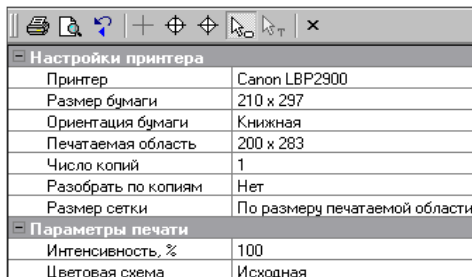 Настройки принтера
Принтер Canon LBP2900
Размер бумаги 210 x 297
Ориентация бумаги Книжная
Печатаемая область 200 x 283
Число копий 1
Разобрать по копиям Нет
Размер сетки По размеру печатаемой области
Параметры печати
Интенсивность, % 100
Цветовая схема Исходная